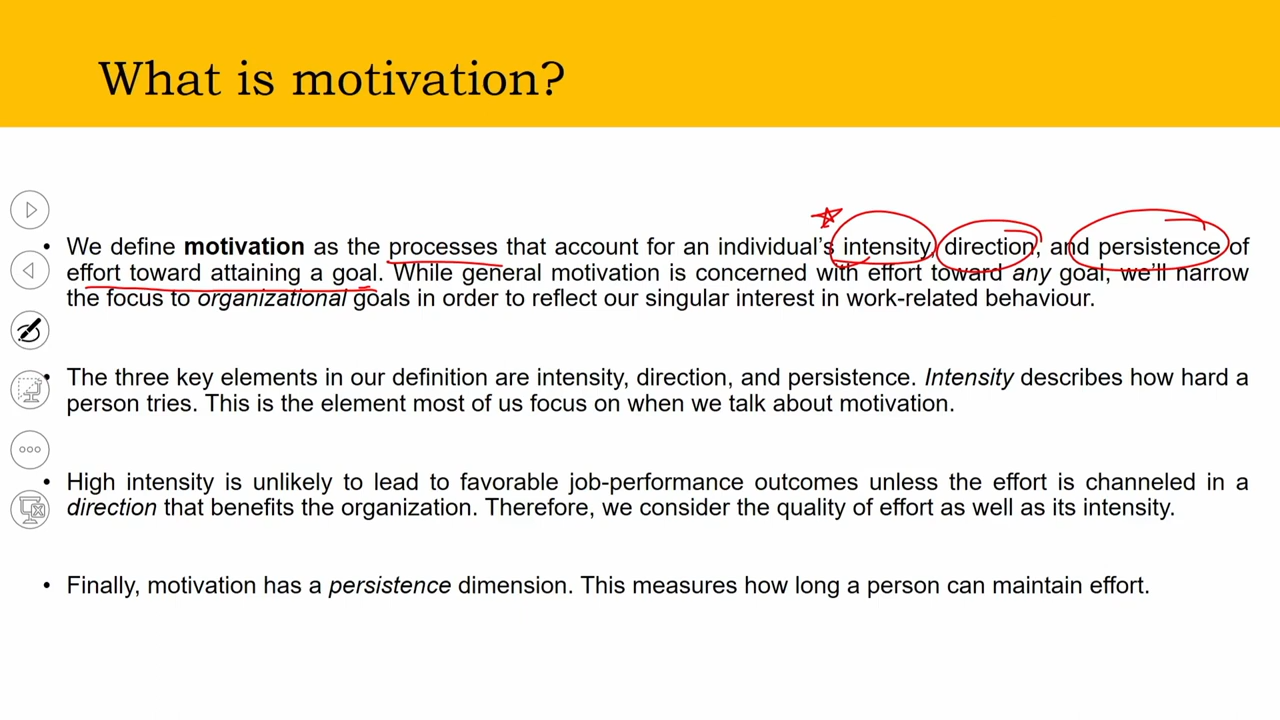 What is motivation?
• We define motivation as the processes that account for an individual's intensity, direction, and persistence of
effort toward attaining a goal. While general motivation is concerned with effort toward any goal, we'll narrow
the focus to organizational goals in order to reflect our singular interest in work-related behaviour.
• The three key elements in our definition are intensity, direction, and persistence. Intensity describes how hard a
person tries. This is the element most of us focus on when we talk about motivation.
• High intensity is unlikely to lead to favorable job-performance outcomes unless the effort is channeled in a
direction that benefits the organization. Therefore, we consider the quality of effort as well as its intensity.
• Finally, motivation has a persistence dimension. This measures how long a person can maintain effort.